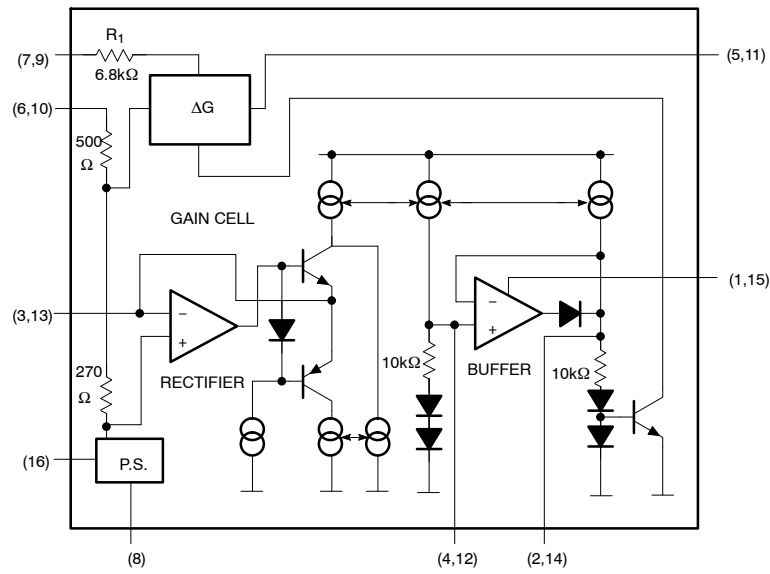 R1
(7,9)
6.8kΩ
(5,11)
(6,10)
ΔG
500
Ω
GAIN CELL
(1,15)
(3,13)
−
+
−
+
270
Ω
RECTIFIER
10kΩ
BUFFER
10kΩ
(16)
P.S.
(8)
(4,12)
(2,14)